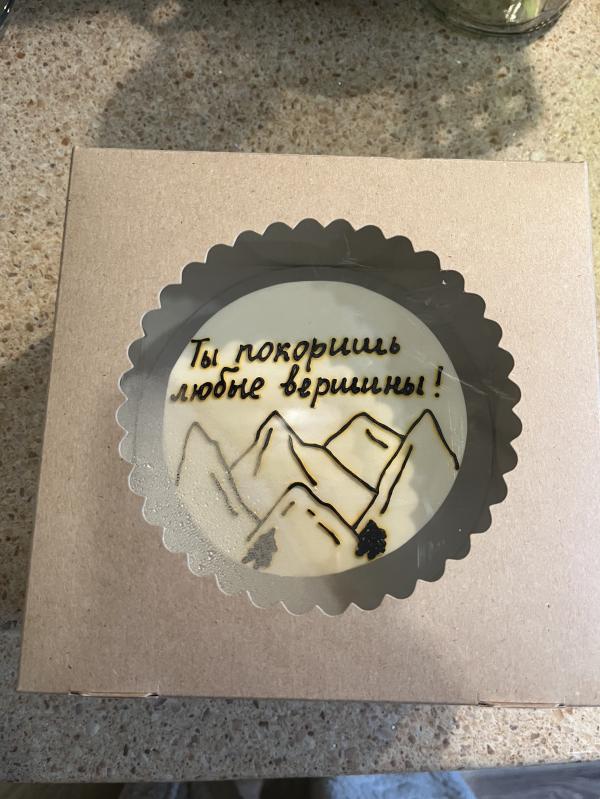 Ты покоришь
любые вершины!